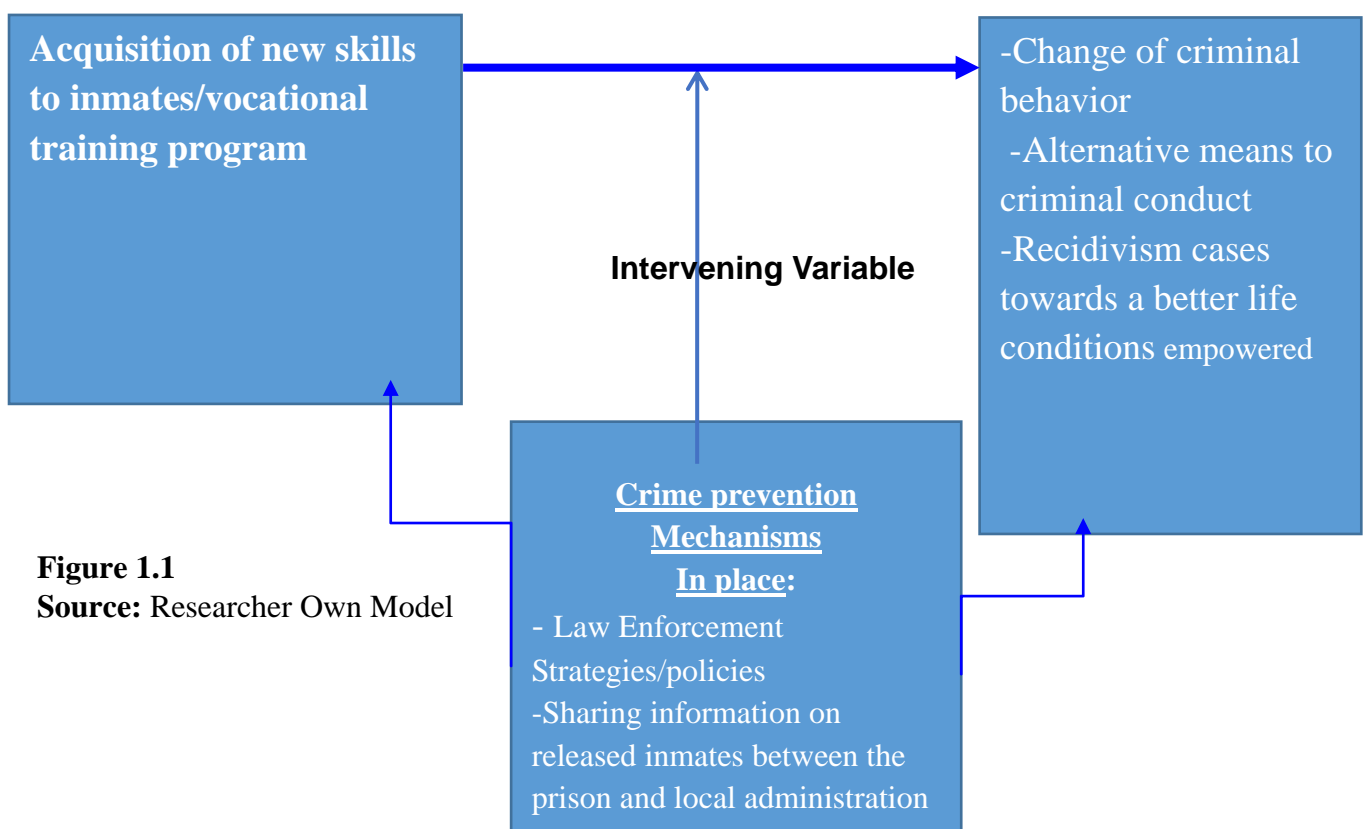 Acquisition of new skills
to inmates/vocational
training program
-Change of criminal
behavior
-Alternative means to
criminal conduct
-Recidivism cases
towards a better life
conditions empowered
Intervening Variable
Crime prevention
Mechanisms
In place:
- Law Enforcement
Strategies/policies
-Sharing information on
released inmates between the
prison and local administration
Figure 1.1
Source: Researcher Own Model